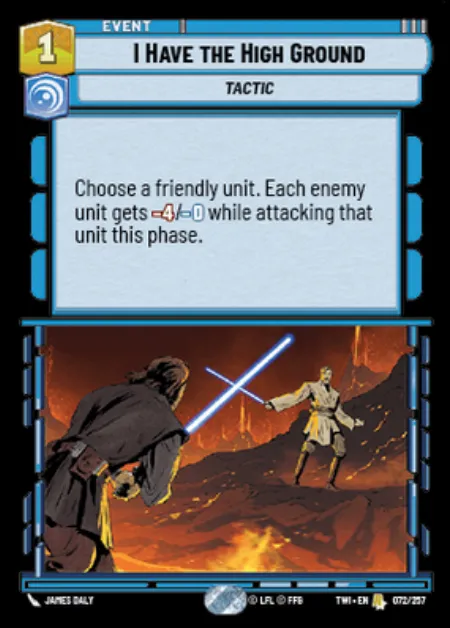 EVENT
1
I HAVE THE HIGH GROUND
TACTIC
Choose a friendly unit. Each enemy
unit gets -4/-0 while attacking that
unit this phase.
JAMES DALY
© LFL © FFG
TWI • EN
072/257